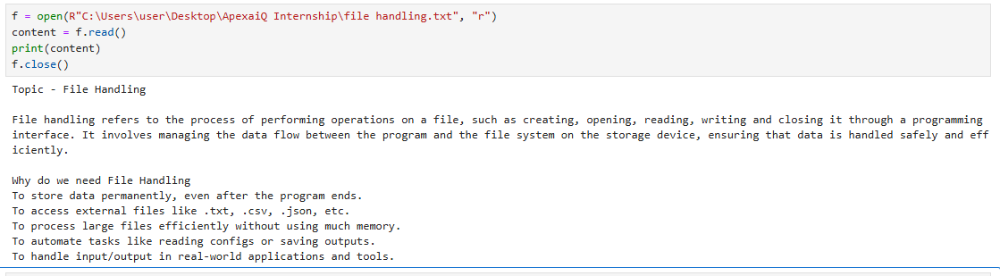 f = open(R"C:\Users\user\Desktop\ApexaiQ Internship\file handling.txt", "r")
content = f.read()
print(content)
f.close()
Topic - File Handling
File handling refers to the process of performing operations on a file, such as creating, opening, reading, writing and closing it through a programming
interface. It involves managing the data flow between the program and the file system on the storage device, ensuring that data is handled safely and eff
iciently.
Why do we need File Handling
To store data permanently, even after the program ends.
To access external files like .txt, .csv, .json, etc.
To process large files efficiently without using much memory.
To automate tasks like reading configs or saving outputs.
To handle input/output in real-world applications and tools.